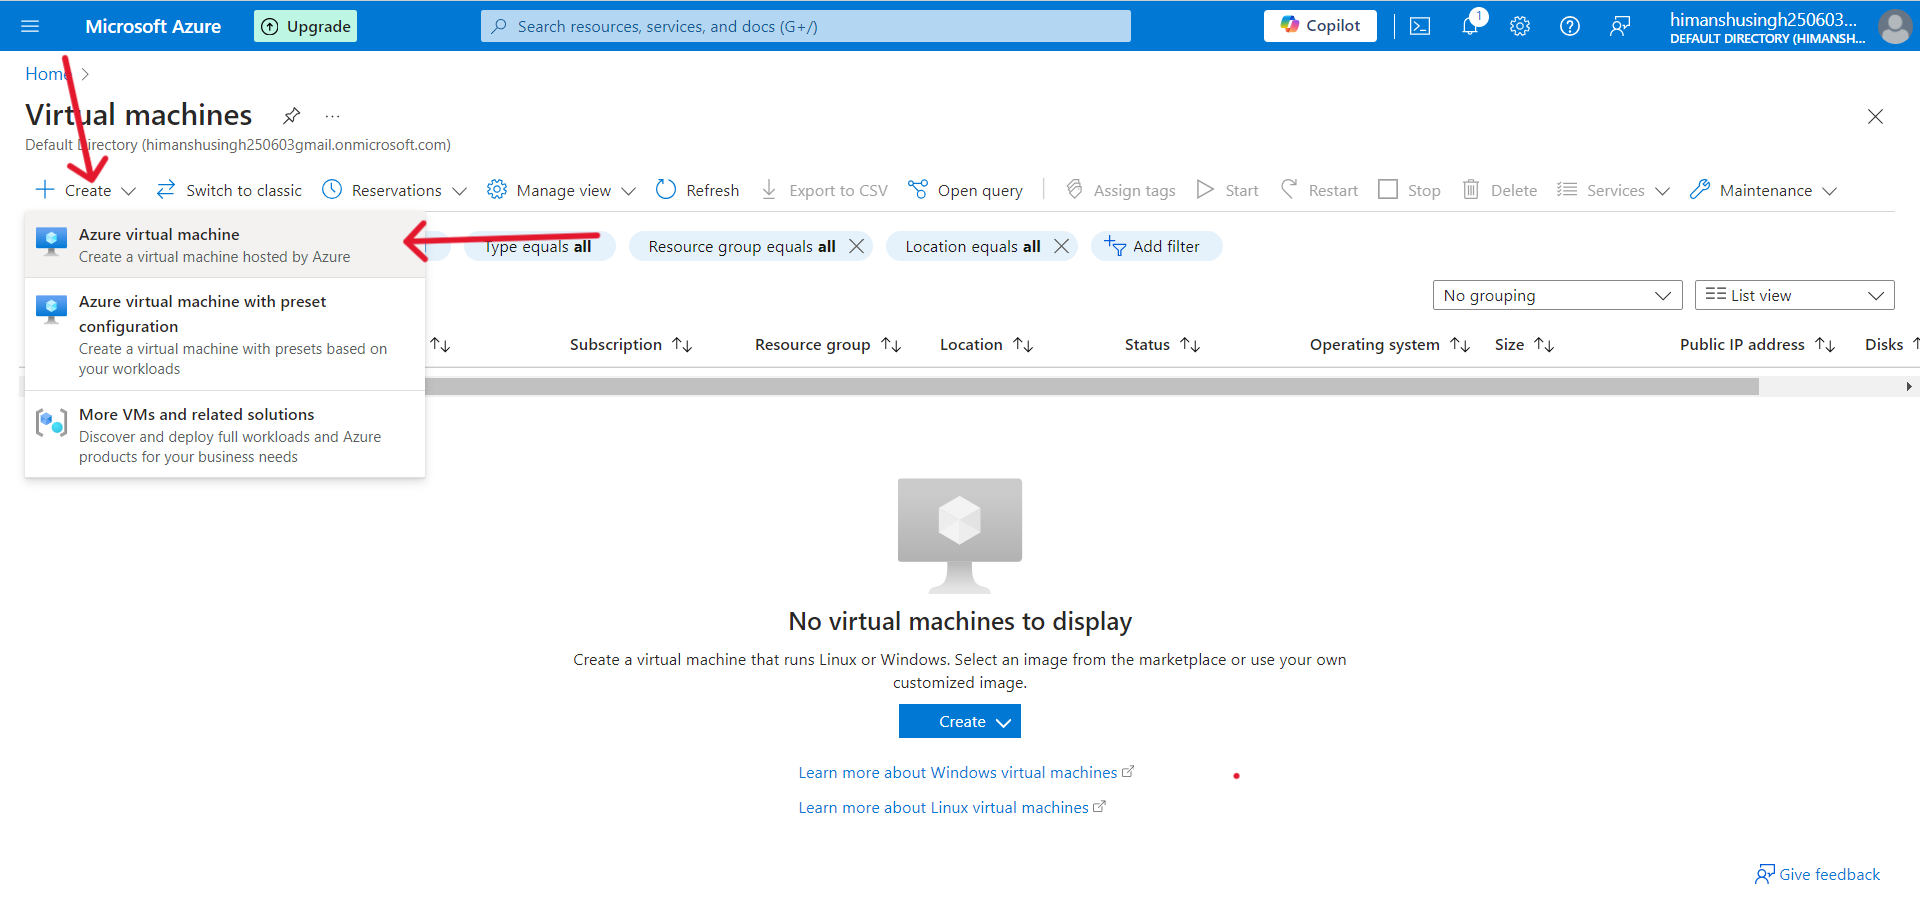 Microsoft Azure
Upgrade
Search resources, services, and docs (G+/)
Copilot
1
himanshusingh250603...
DEFAULT DIRECTORY (HIMANSH...
Home
Virtual machines
...
Default Directory (himanshusingh250603gmail.onmicrosoft.com)
Create
Switch to classic
Reservations
Manage view
Refresh
Export to CSV
Open query
Assign tags
Start
Restart
Stop
Delete
Services
Maintenance
Azure virtual machine
Create a virtual machine hosted by Azure
Azure virtual machine with preset
configuration
Create a virtual machine with presets based on
your workloads
More VMs and related solutions
Discover and deploy full workloads and Azure
products for your business needs
Type equals all
Resource group equals all
Location equals all
Add filter
No grouping
List view
Subscription
Resource group
Location
Status
Operating system
Size
Public IP address
Disks
No virtual machines to display
Create a virtual machine that runs Linux or Windows. Select an image from the marketplace or use your own
customized image.
Create
Learn more about Windows virtual machines
Learn more about Linux virtual machines
Give feedback